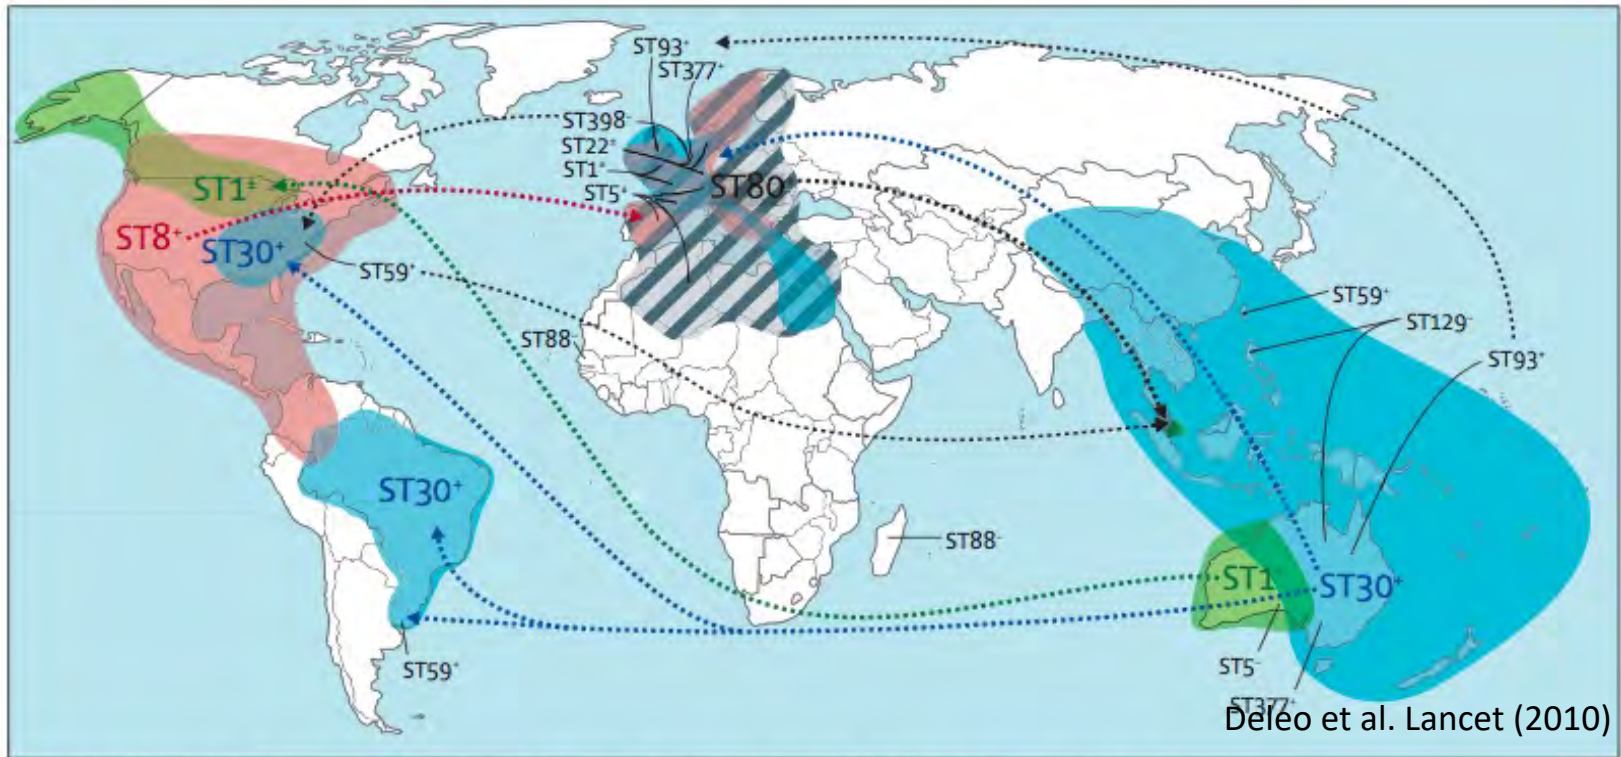 ST93⁺
ST377⁺
ST398⁻
ST22±
ST1⁺
ST5⁺
ST80
ST1±
ST8⁺
ST30⁺
ST59⁺
ST88⁻
ST59⁺
ST129⁻
ST93⁺
ST30⁺
ST88⁻
ST1
ST30⁺
ST59⁺
ST5⁻
ST377⁺
Deleo et al. Lancet (2010)